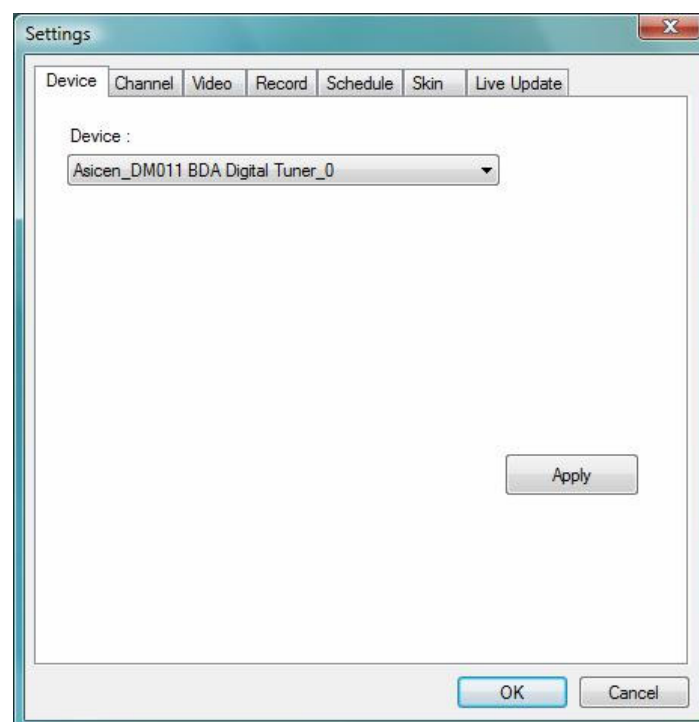 Settings
Device Channel Video Record Schedule Skin Live Update
Device :
Asicen_DM011 BDA Digital Tuner_0
Apply
OK Cancel